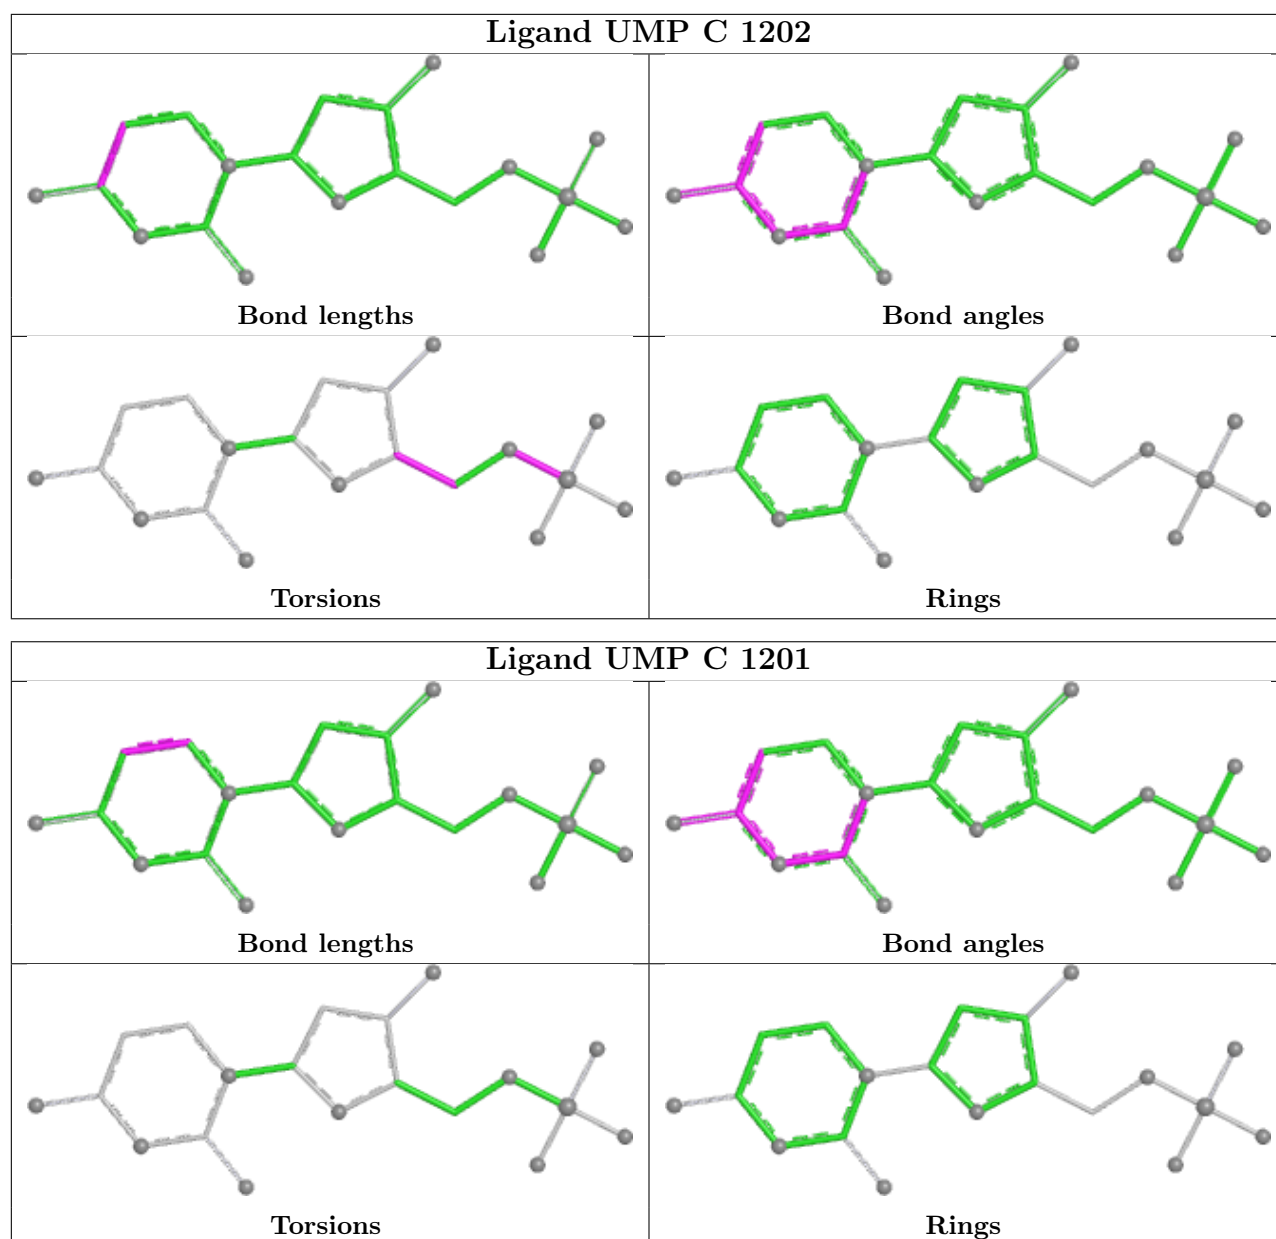 Ligand UMP C 1202
Bond lengths
Bond angles
Torsions
Rings
Ligand UMP C 1201
Bond lengths
Bond angles
Torsions
Rings